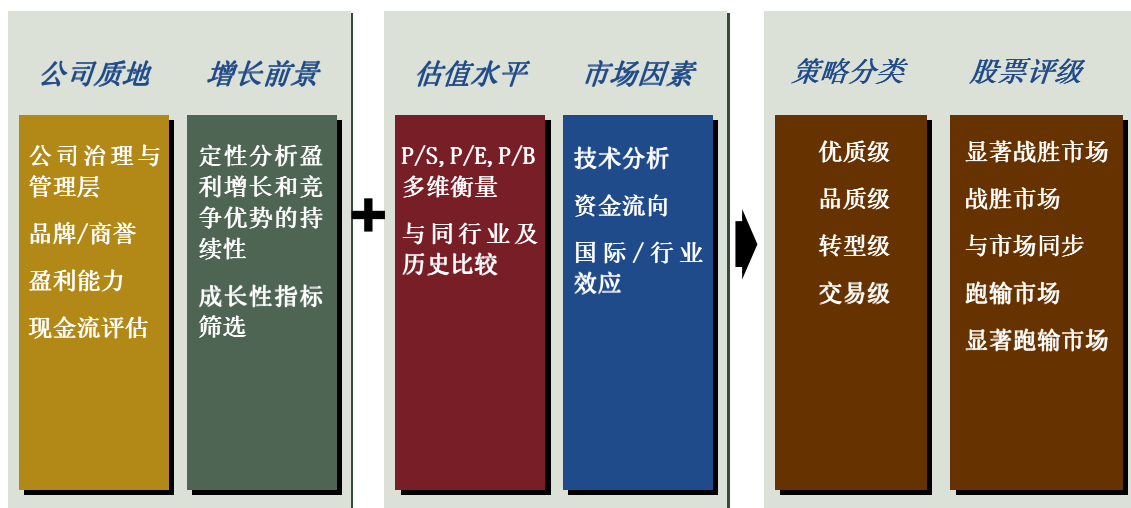 公司质地
公司治理与
管理层
品牌/商誉
盈利能力
现金流评估
增长前景
定性分析盈
利增长和竞
争优势的持
续性
成长性指标
筛选
+
估值水平
P/S, P/E, P/B
多维衡量
与同行业及
历史比较
市场因素
技术分析
资金流向
国际/行业
效应
策略分类
优质级
品质级
转型级
交易级
股票评级
显著战胜市场
战胜市场
与市场同步
跑输市场
显著跑输市场